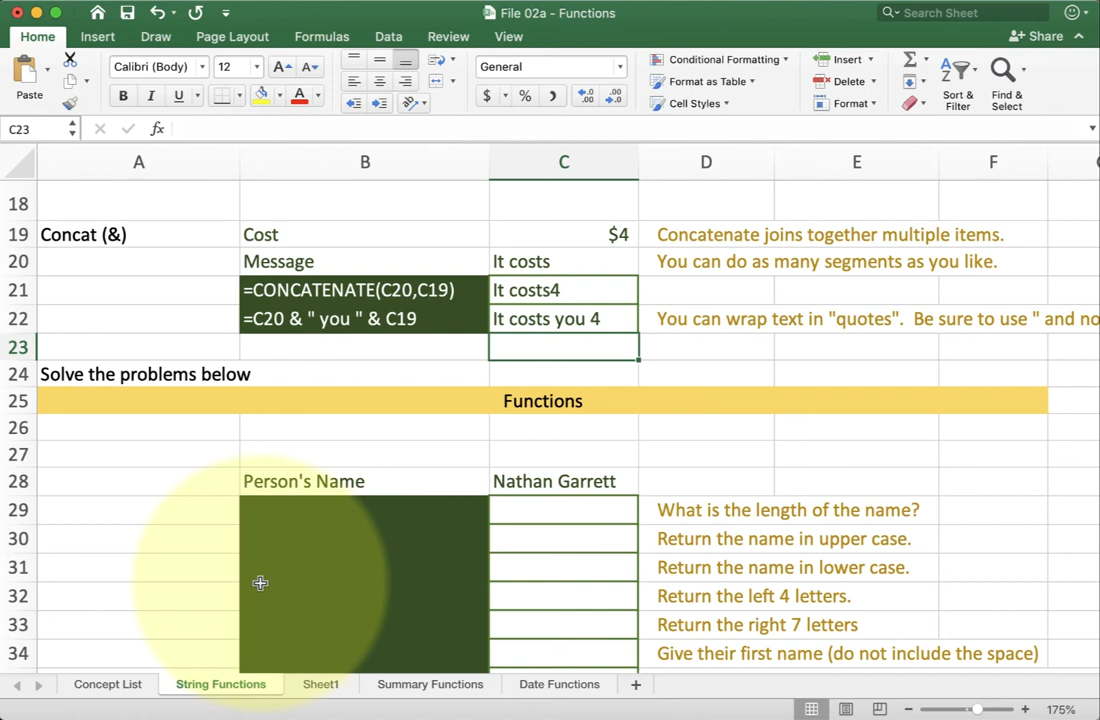 File 02a - Functions
Search Sheet
Home Insert Draw Page Layout Formulas Data Review View
Share
Paste
Calibri (Body) 12 A A
B I U A
General
$ % )
.0 .00
.00 .0
Conditional Formatting
Format as Table
Cell Styles
Insert
Delete
Format
Sort & Filter
Find & Select
C23 fx
A B C D E F
18
19 Concat (&) Cost $4 Concatenate joins together multiple items.
20 Message It costs You can do as many segments as you like.
21 =CONCATENATE(C20,C19) It costs4
22 =C20 & " you " & C19 It costs you 4 You can wrap text in "quotes". Be sure to use " and no
23
24 Solve the problems below
25 Functions
26
27
28 Person's Name Nathan Garrett
29 What is the length of the name?
30 Return the name in upper case.
31 Return the name in lower case.
32 Return the left 4 letters.
33 Return the right 7 letters
34 Give their first name (do not include the space)
Concept List String Functions Sheet1 Summary Functions Date Functions +
175%